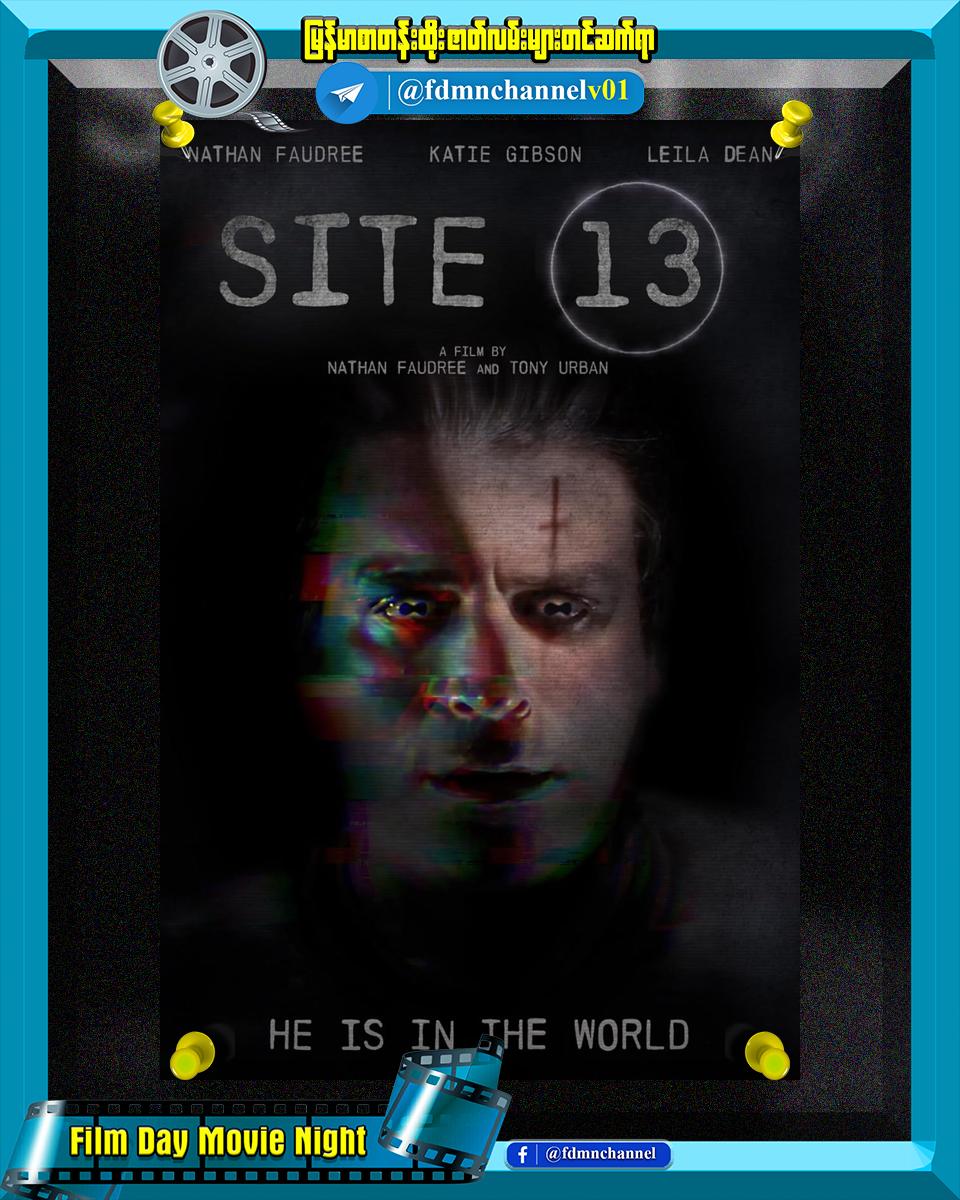 မြန်မာစာတန်းထိုးဇာတ်လမ်းများတင်ဆက်ရာ
@fdmnchannelv01
NATHAN FAUDREE KATIE GIBSON LEILA DEAN
SITE 13
A FILM BY
NATHAN FAUDREE AND TONY URBAN
HE IS IN THE WORLD
Film Day Movie Night
@fdmnchannel